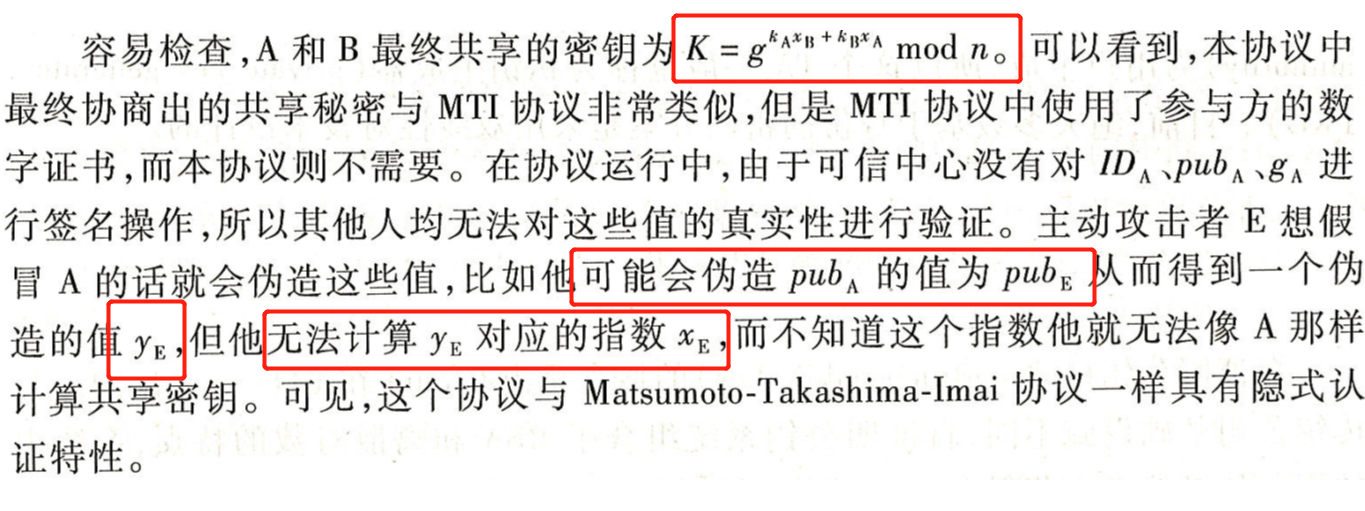 容易检查,A 和 B 最终共享的密钥为 K = g^{k_A x_B + k_B x_A} mod n。可以看到,本协议中
最终协商出的共享秘密与 MTI 协议非常类似,但是 MTI 协议中使用了参与方的数
字证书,而本协议则不需要。在协议运行中,由于可信中心没有对 ID_A、pub_A、g_A 进
行签名操作,所以其他人均无法对这些值的真实性进行验证。主动攻击者 E 想假
冒 A 的话就会伪造这些值,比如他可能会伪造 pub_A 的值为 pub_E 从而得到一个伪
造的值 y_E,但他无法计算 y_E 对应的指数 x_E,而不知道这个指数他就无法像 A 那样
计算共享密钥。可见,这个协议与 Matsumoto-Takashima-Imai 协议一样具有隐式认
证特性。